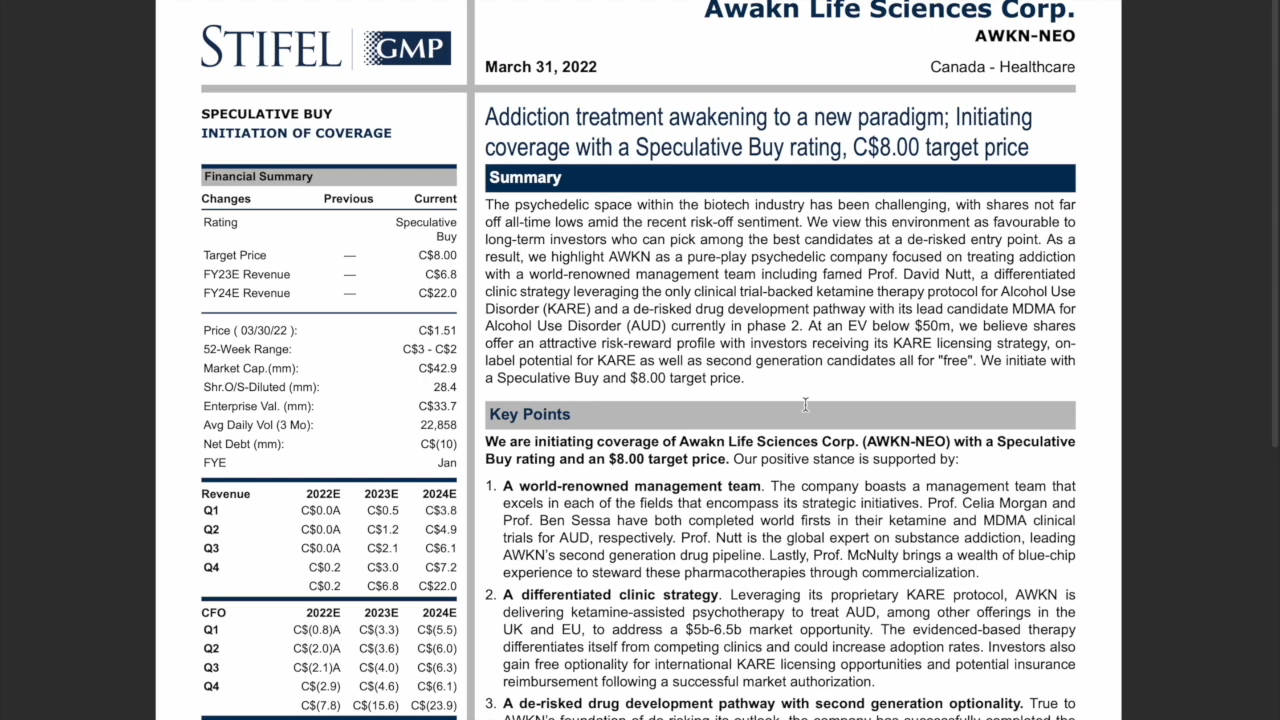 Awakn Life Sciences Corp.
STIFEL GMP
AWKN-NEO
March 31, 2022 Canada - Healthcare
SPECULATIVE BUY
INITIATION OF COVERAGE
Financial Summary
Changes Previous Current
Rating Speculative
Buy
Target Price — C$8.00
FY23E Revenue — C$6.8
FY24E Revenue — C$22.0
Price ( 03/30/22 ): C$1.51
52-Week Range: C$3 - C$2
Market Cap.(mm): C$42.9
Shr.O/S-Diluted (mm): 28.4
Enterprise Val. (mm): C$33.7
Avg Daily Vol (3 Mo): 22,858
Net Debt (mm): C$(10)
FYE Jan
Revenue 2022E 2023E 2024E
Q1 C$0.0A C$0.5 C$3.8
Q2 C$0.0A C$1.2 C$4.9
Q3 C$0.0A C$2.1 C$6.1
Q4 C$0.2 C$3.0 C$7.2
C$0.2 C$6.8 C$22.0
CFO 2022E 2023E 2024E
Q1 C$(0.8)A C$(3.3) C$(5.5)
Q2 C$(2.0)A C$(3.6) C$(6.0)
Q3 C$(2.1)A C$(4.0) C$(6.3)
Q4 C$(2.9) C$(4.6) C$(6.1)
C$(7.8) C$(15.6) C$(23.9)
Addiction treatment awakening to a new paradigm; Initiating
coverage with a Speculative Buy rating, C$8.00 target price
Summary
The psychedelic space within the biotech industry has been challenging, with shares not far
off all-time lows amid the recent risk-off sentiment. We view this environment as favourable to
long-term investors who can pick among the best candidates at a de-risked entry point. As a
result, we highlight AWKN as a pure-play psychedelic company focused on treating addiction
with a world-renowned management team including famed Prof. David Nutt, a differentiated
clinic strategy leveraging the only clinical trial-backed ketamine therapy protocol for Alcohol Use
Disorder (KARE) and a de-risked drug development pathway with its lead candidate MDMA for
Alcohol Use Disorder (AUD) currently in phase 2. At an EV below $50m, we believe shares
offer an attractive risk-reward profile with investors receiving its KARE licensing strategy, on-
label potential for KARE as well as second generation candidates all for "free". We initiate with
a Speculative Buy and $8.00 target price.
Key Points
We are initiating coverage of Awakn Life Sciences Corp. (AWKN-NEO) with a Speculative
Buy rating and an $8.00 target price. Our positive stance is supported by:
1. A world-renowned management team. The company boasts a management team that
excels in each of the fields that encompass its strategic initiatives. Prof. Celia Morgan and
Prof. Ben Sessa have both completed world firsts in their ketamine and MDMA clinical
trials for AUD, respectively. Prof. Nutt is the global expert on substance addiction, leading
AWKN's second generation drug pipeline. Lastly, Prof. McNulty brings a wealth of blue-chip
experience to steward these pharmacotherapies through commercialization.
2. A differentiated clinic strategy. Leveraging its proprietary KARE protocol, AWKN is
delivering ketamine-assisted psychotherapy to treat AUD, among other offerings in the
UK and EU, to address a $5b-6.5b market opportunity. The evidenced-based therapy
differentiates itself from competing clinics and could increase adoption rates. Investors also
gain free optionality for international KARE licensing opportunities and potential insurance
reimbursement following a successful market authorization.
3. A de-risked drug development pathway with second generation optionality. True to
AWKN's foundation of de-risking its outlook, the company has successfully completed the